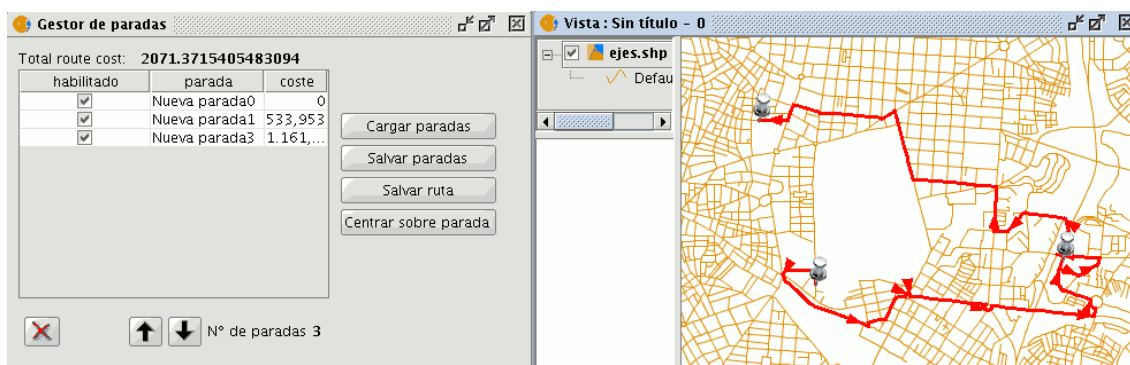 Gestor de paradas
Total route cost: 2071.3715405483094
habilitado parada coste
Nueva parada0 0
Nueva parada1 533,953
Nueva parada3 1.161,...
Cargar paradas
Salvar paradas
Salvar ruta
Centrar sobre parada
Nº de paradas 3
Vista : Sin título - 0
ejes.shp
Defau